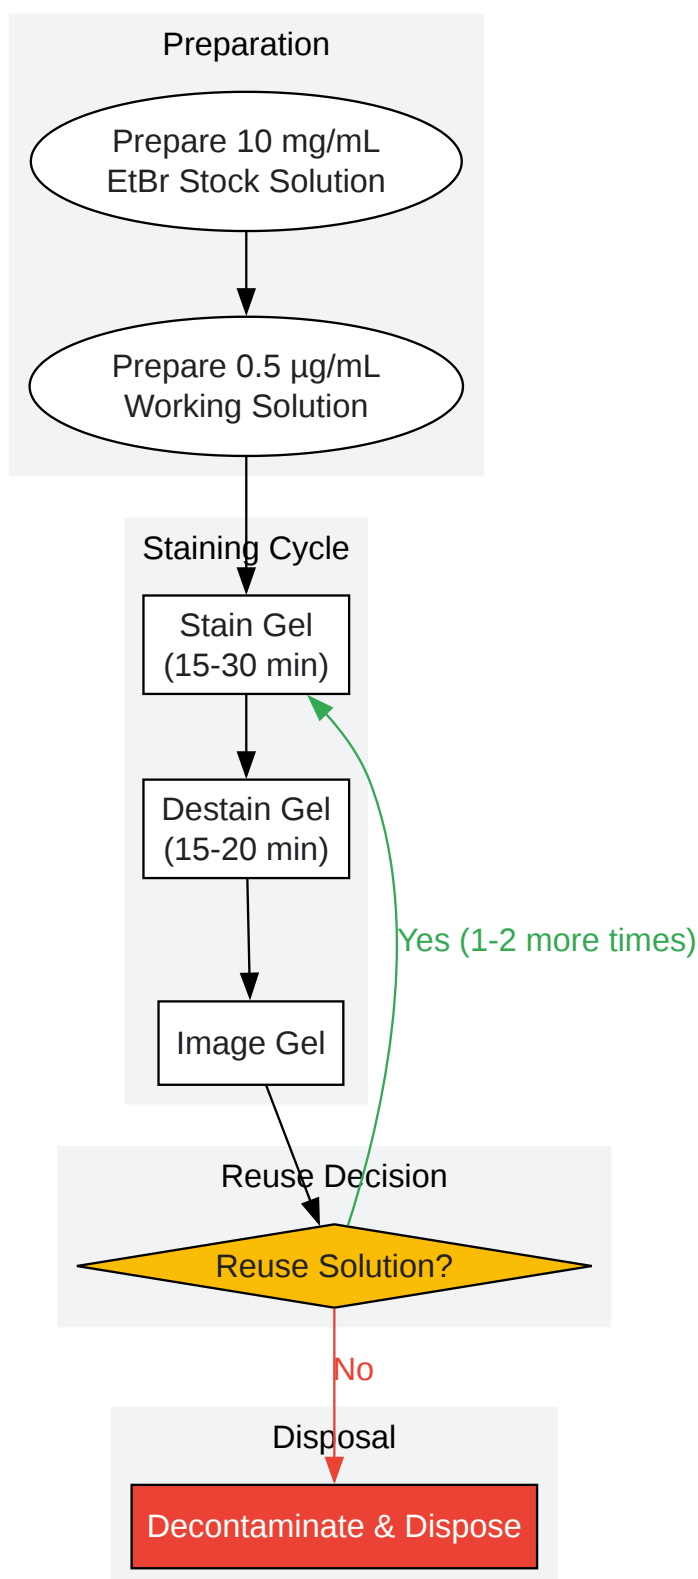 Preparation
Prepare 10 mg/mL
EtBr Stock Solution
Prepare 0.5 µg/mL
Working Solution
Staining Cycle
Stain Gel
(15-30 min)
Destain Gel
(15-20 min)
Yes (1-2 more times)
Image Gel
Reuse Decision
Reuse Solution?
No
Disposal
Decontaminate & Dispose